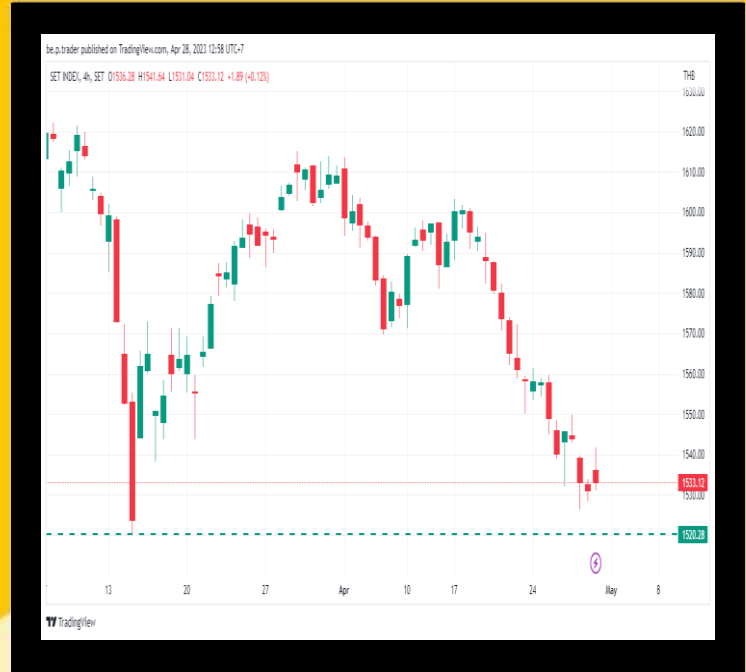 be.p.trader published on TradingView.com, Apr 28, 2023 12:58 UTC+7
SET INDEX, 4h, SET O1536.28 H1541.64 L1531.04 C1533.12 +1.89 (+0.12%)
THB
1630.00
1620.00
1610.00
1600.00
1590.00
1580.00
1570.00
1560.00
1550.00
1540.00
1533.12
1530.00
1520.28
13 20 27 Apr 10 17 24 May 8
TradingView